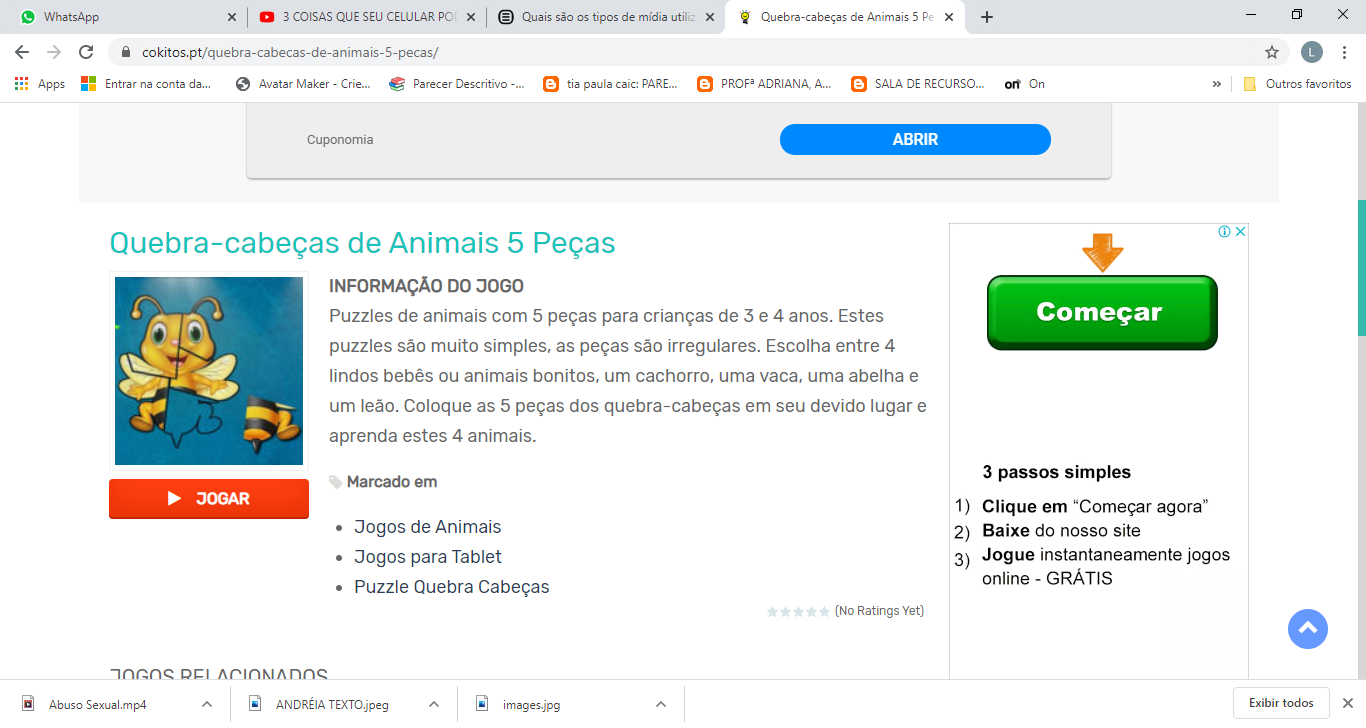 WhatsApp
3 COISAS QUE SEU CELULAR POD
Quais são os tipos de mídia utiliz
Quebra-cabeças de Animais 5 Pe
cokitos.pt/quebra-cabecas-de-animais-5-pecas/
L
Apps
Entrar na conta da...
Avatar Maker - Crie...
Parecer Descritivo -...
tia paula caic: PARE...
PROFª ADRIANA, A...
SALA DE RECURSO...
on
On
»
Outros favoritos
Cuponomia
ABRIR
Quebra-cabeças de Animais 5 Peças
INFORMAÇÃO DO JOGO
Puzzles de animais com 5 peças para crianças de 3 e 4 anos. Estes
puzzles são muito simples, as peças são irregulares. Escolha entre 4
lindos bebês ou animais bonitos, um cachorro, uma vaca, uma abelha e
um leão. Coloque as 5 peças dos quebra-cabeças em seu devido lugar e
aprenda estes 4 animais.
JOGAR
Marcado em
• Jogos de Animais
• Jogos para Tablet
• Puzzle Quebra Cabeças
(No Ratings Yet)
Começar
3 passos simples
1) Clique em “Começar agora”
2) Baixe do nosso site
3) Jogue instantaneamente jogos
online - GRÁTIS
JOGOS RELACIONADOS
Abuso Sexual.mp4
ANDRÉIA TEXTO.jpeg
images.jpg
Exibir todos